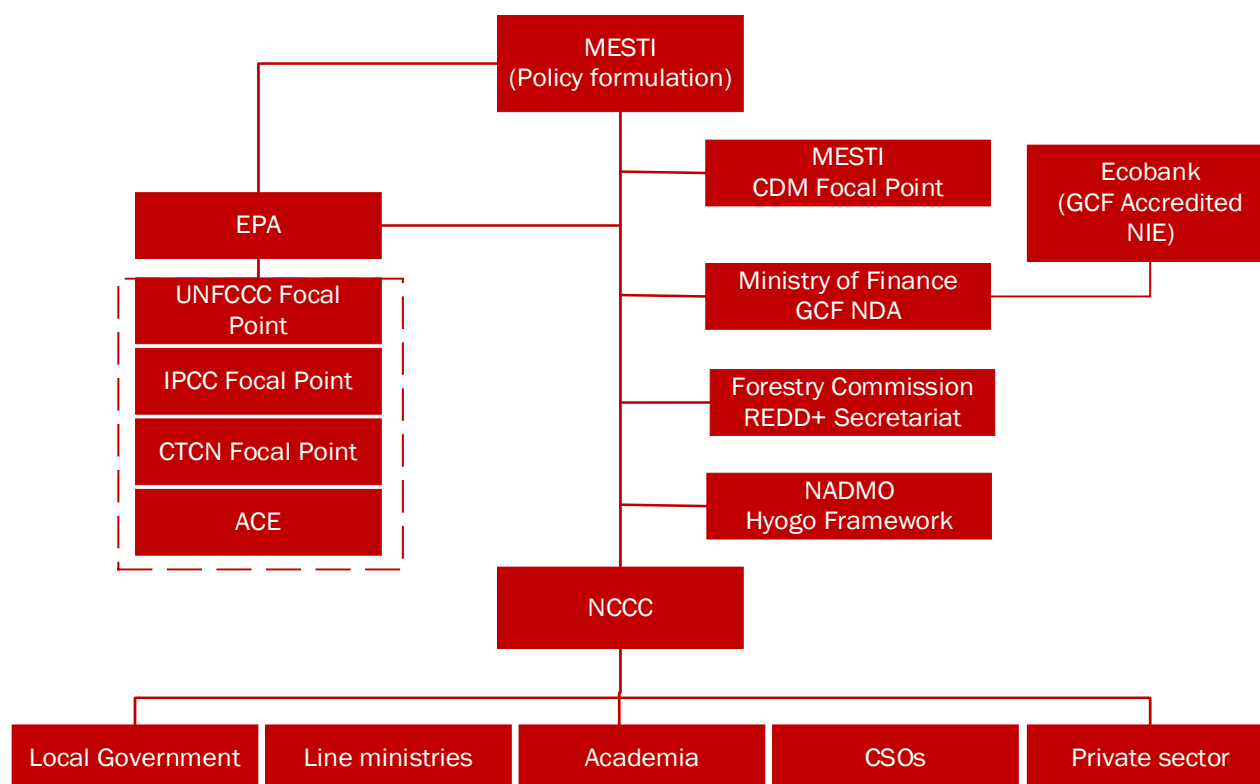 MESTI
(Policy formulation)
MESTI
CDM Focal Point
Ecobank
(GCF Accredited
NIE)
EPA
Ministry of Finance
GCF NDA
UNFCCC Focal
Point
IPCC Focal Point
Forestry Commission
REDD+ Secretariat
CTCN Focal Point
NADMO
Hyogo Framework
ACE
NCCC
Local Government
Line ministries
Academia
CSOs
Private sector